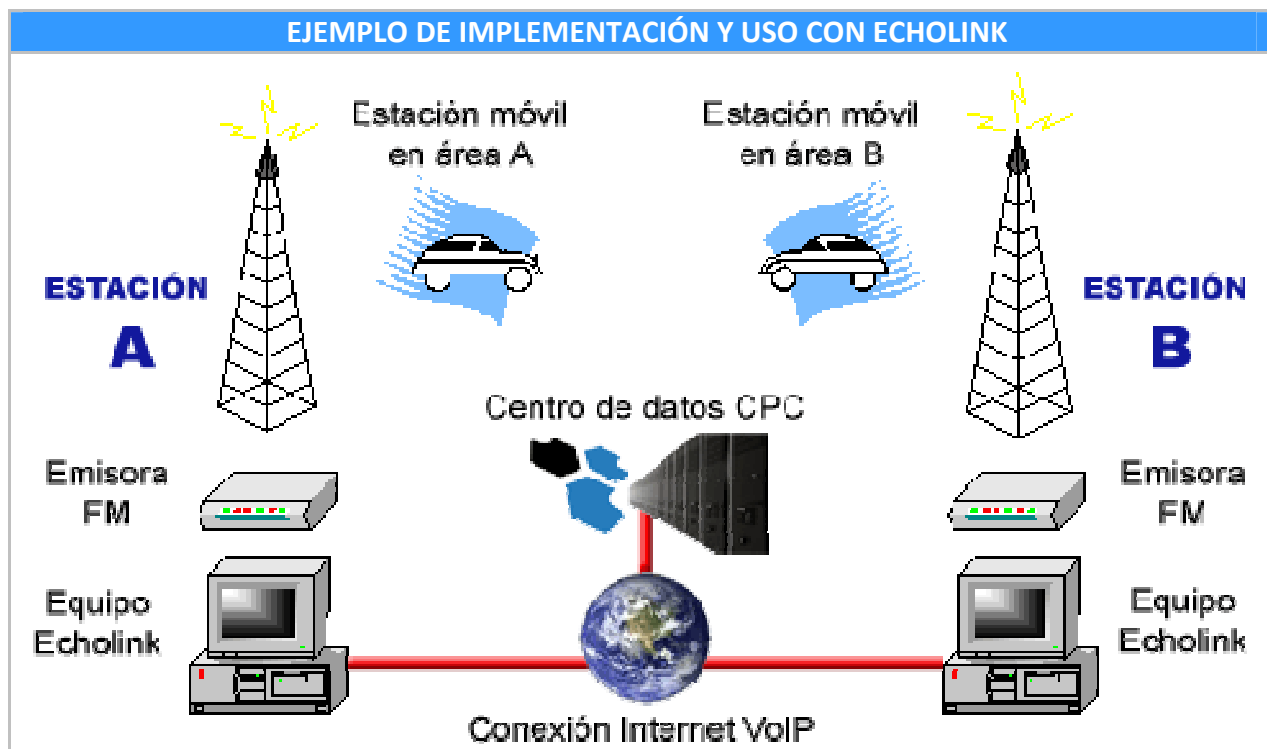 EJEMPLO DE IMPLEMENTACIÓN Y USO CON ECHOLINK
Estación móvil
en área A
Estación móvil
en área B
ESTACIÓN
A
ESTACIÓN
B
Centro de datos CPC
Emisora
FM
Emisora
FM
Equipo
Echolink
Equipo
Echolink
Conexión Internet VoIP